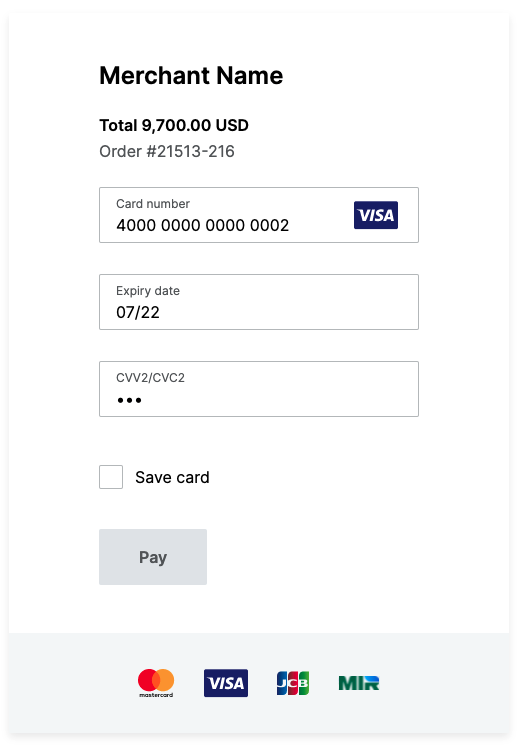 Merchant Name
Total 9,700.00 USD
Order #21513-216
Card number
4000 0000 0000 0002
VISA
Expiry date
07/22
CVV2/CVC2
•••
Save card
Pay
mastercard VISA JCB MIR